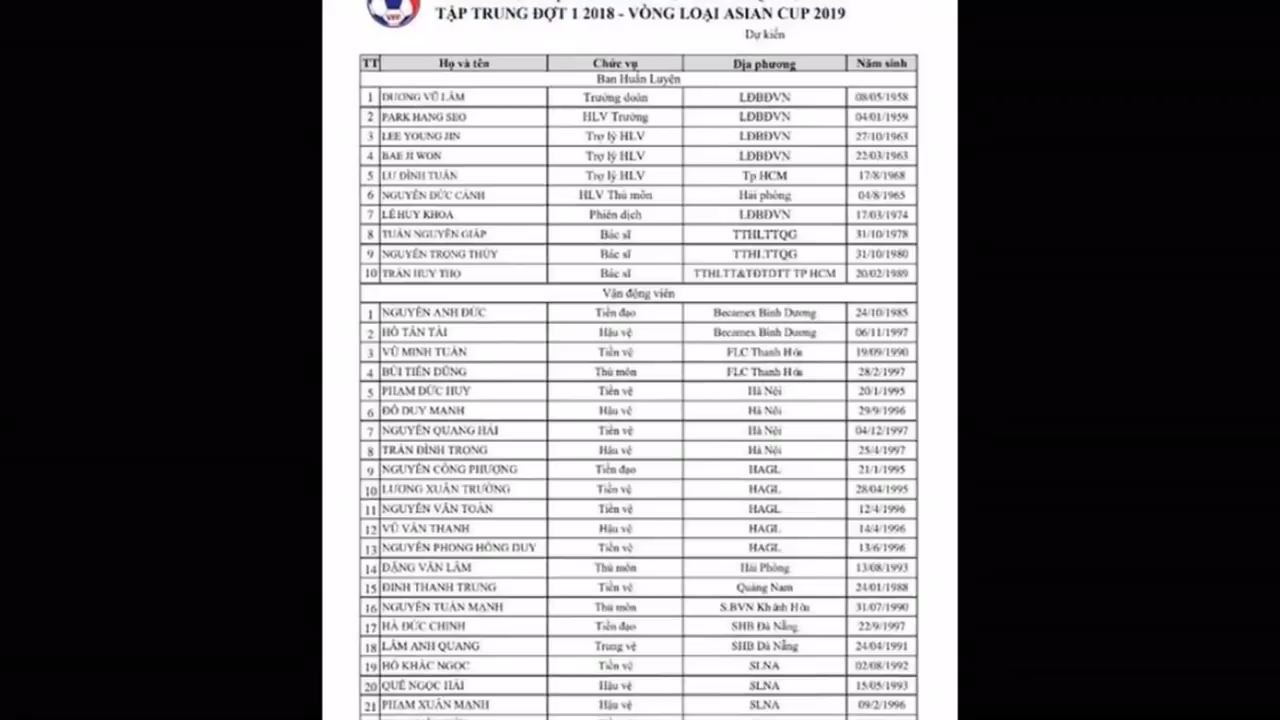 VFF
TẬP TRUNG ĐỢT 1 2018 - VÒNG LOẠI ASIAN CUP 2019
Dự kiến
TT Họ và tên Chức vụ Địa phương Năm sinh
Ban Huấn Luyện
1 DƯƠNG VŨ LÂM Trưởng đoàn LĐBĐVN 08/05/1958
2 PARK HANG SEO HLV Trưởng LĐBĐVN 04/01/1959
3 LEE YOUNG JIN Trợ lý HLV LĐBĐVN 27/10/1963
4 BAE JI WON Trợ lý HLV LĐBĐVN 22/03/1963
5 LƯ ĐÌNH TUẤN Trợ lý HLV Tp HCM 17/8/1968
6 NGUYỄN ĐỨC CẢNH HLV Thủ môn Hải phòng 04/8/1965
7 LÊ HUY KHOA Phiên dịch LĐBĐVN 17/03/1974
8 TUẤN NGUYÊN GIÁP Bác sĩ TTHLTTQG 31/10/1978
9 NGUYỄN TRỌNG THỦY Bác sĩ TTHLTTQG 31/10/1980
10 TRẦN HUY THỌ Bác sĩ TTHLTT&TĐTDTT TP HCM 20/02/1989
Vận động viên
1 NGUYỄN ANH ĐỨC Tiền đạo Becamex Bình Dương 24/10/1985
2 HỒ TẤN TÀI Hậu vệ Becamex Bình Dương 06/11/1997
3 VŨ MINH TUẤN Tiền vệ FLC Thanh Hóa 19/09/1990
4 BÙI TIẾN DŨNG Thủ môn FLC Thanh Hóa 28/2/1997
5 PHẠM ĐỨC HUY Tiền vệ Hà Nội 20/1/1995
6 ĐỖ DUY MẠNH Hậu vệ Hà Nội 29/9/1996
7 NGUYỄN QUANG HẢI Tiền vệ Hà Nội 04/12/1997
8 TRẦN ĐÌNH TRỌNG Hậu vệ Hà Nội 25/4/1997
9 NGUYỄN CÔNG PHƯỢNG Tiền đạo HAGL 21/1/1995
10 LƯƠNG XUÂN TRƯỜNG Tiền vệ HAGL 28/04/1995
11 NGUYỄN VĂN TOÀN Tiền vệ HAGL 12/4/1996
12 VŨ VĂN THANH Hậu vệ HAGL 14/4/1996
13 NGUYỄN PHONG HỒNG DUY Tiền vệ HAGL 13/6/1996
14 ĐẶNG VĂN LÂM Thủ môn Hải Phòng 13/08/1993
15 ĐINH THANH TRUNG Tiền vệ Quảng Nam 24/01/1988
16 NGUYỄN TUẤN MẠNH Thủ môn S.BVN Khánh Hòa 31/07/1990
17 HÀ ĐỨC CHINH Tiền đạo SHB Đà Nẵng 22/9/1997
18 LÂM ANH QUANG Trung vệ SHB Đà Nẵng 24/04/1991
19 HỒ KHẮC NGỌC Tiền vệ SLNA 02/08/1992
20 QUẾ NGỌC HẢI Hậu vệ SLNA 15/05/1993
21 PHẠM XUÂN MẠNH Hậu vệ SLNA 09/2/1996